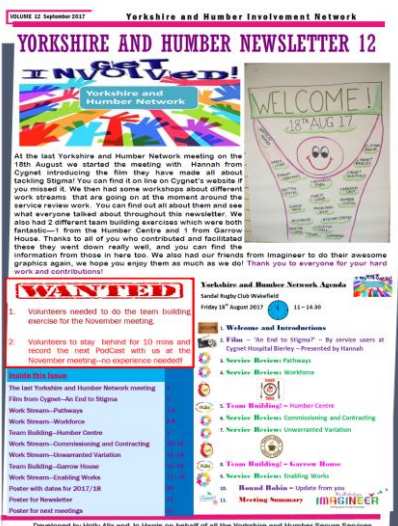 VOLUME 12 September 2017
Yorkshire and Humber Involvement Network
YORKSHIRE AND HUMBER NEWSLETTER 12
GET
INVOLVED!
Yorkshire and
Humber Network
WELCOME!
18TH AUG 17
At the last Yorkshire and Humber Network meeting on the
18th August we started the meeting with Hannah from
Cygnet introducing the film they have made all about
tackling Stigma! You can find it on line on Cygnet's website if
you missed it. We then had some workshops about different
work streams that are going on at the moment around the
service review work. You can find out all about them and see
what everyone talked about throughout this newsletter. We
also had 2 different team building exercises which were both
fantastic—1 from the Humber Centre and 1 from Garrow
House. Thanks to all of you who contributed and facilitated
these they went down really well, and you can find the
information from those in here too. We also had our friends from Imagineer to do their awesome
graphics again, we hope you enjoy them as much as we do! Thank you to everyone for your hard
work and contributions!
WANTED
1. Volunteers needed to do the team building
exercise for the November meeting.
2. Volunteers to stay behind for 10 mins and
record the next PodCast with us at the
November meeting—no experience needed!
Inside this issue
The last Yorkshire and Humber Network meeting
Film from Cygnet—An End to Stigma
Work Stream—Pathways
Work Stream—Workforce
Team Building—Humber Centre
Work Stream—Commissioning and Contracting
Work Stream—Unwarranted Variation
Team Building—Garrow House
Work Stream—Enabling Works
Poster with dates for 2017/18
Poster for Newsletter
Poster for next meetings
Yorkshire and Humber Network Agenda
Sandal Rugby Club Wakefield
Friday 18th August 2017 11 – 14.30
1. Welcome and Introductions
2. Film – 'An End to Stigma?' – By service users at
Cygnet Hospital Bierley – Presented by Hannah
3. Service Review: Pathways
4. Service Review: Workforce
5. Team Building! – Humber Centre
6. Service Review: Commissioning and Contracting
7. Service Review: Unwarranted Variation
8. Team Building! – Garrow House
9. Service Review: Enabling Works
10. Round Robin – Update from you
11. Meeting Summary
IMAGINEER
Developed by Holly Alix and Jo Harris on behalf of all the Yorkshire and Humber Secure Services